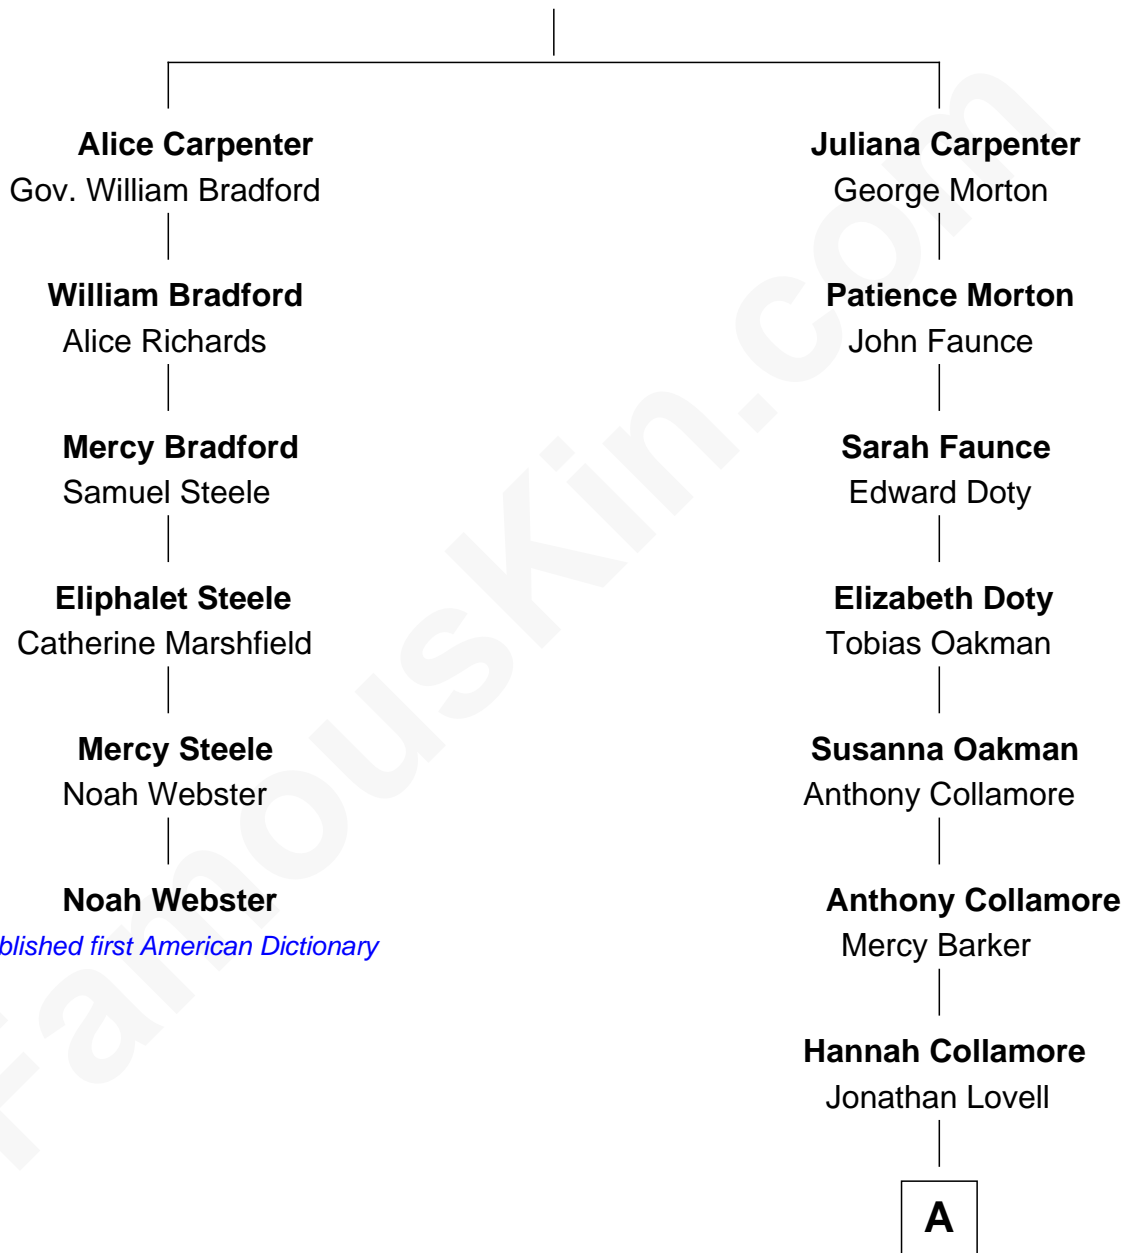 Alice Carpenter
Gov. William Bradford
William Bradford
Alice Richards
Mercy Bradford
Samuel Steele
Eliphalet Steele
Catherine Marshfield
Mercy Steele
Noah Webster
Noah Webster
blished first American Dictionary
Juliana Carpenter
George Morton
Patience Morton
John Faunce
Sarah Faunce
Edward Doty
Elizabeth Doty
Tobias Oakman
Susanna Oakman
Anthony Collamore
Anthony Collamore
Mercy Barker
Hannah Collamore
Jonathan Lovell
A
FamousKin.com